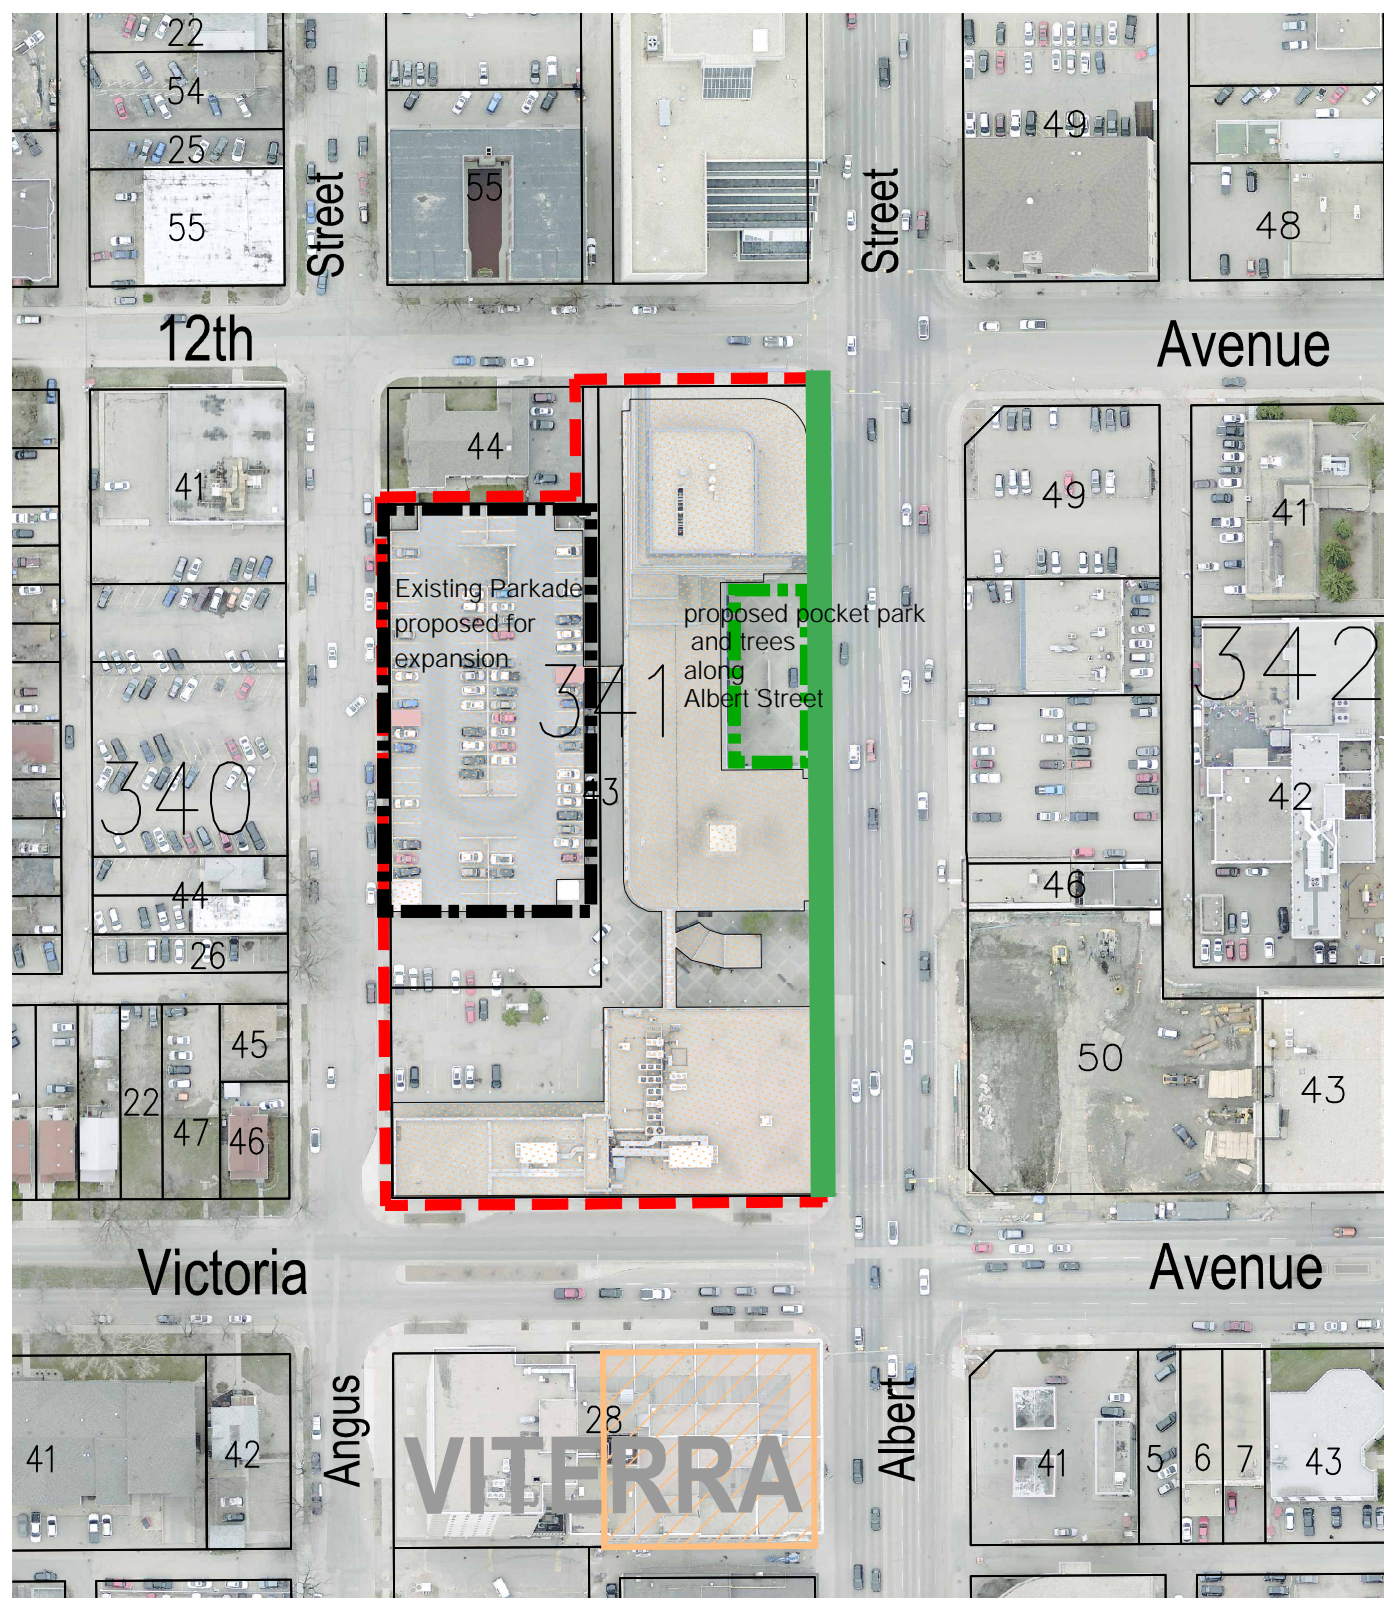 22
54
25
55
Street
55
Street
49
48
12th
Avenue
41
44
49
41
Existing Parkade
proposed for
expansion
proposed pocket park
and trees
along
Albert Street
341
342
340
43
42
44
46
26
45
22
47
46
50
43
Victoria
Avenue
Angus
28
VITERRA
Albert
41
42
41
5
6
7
43